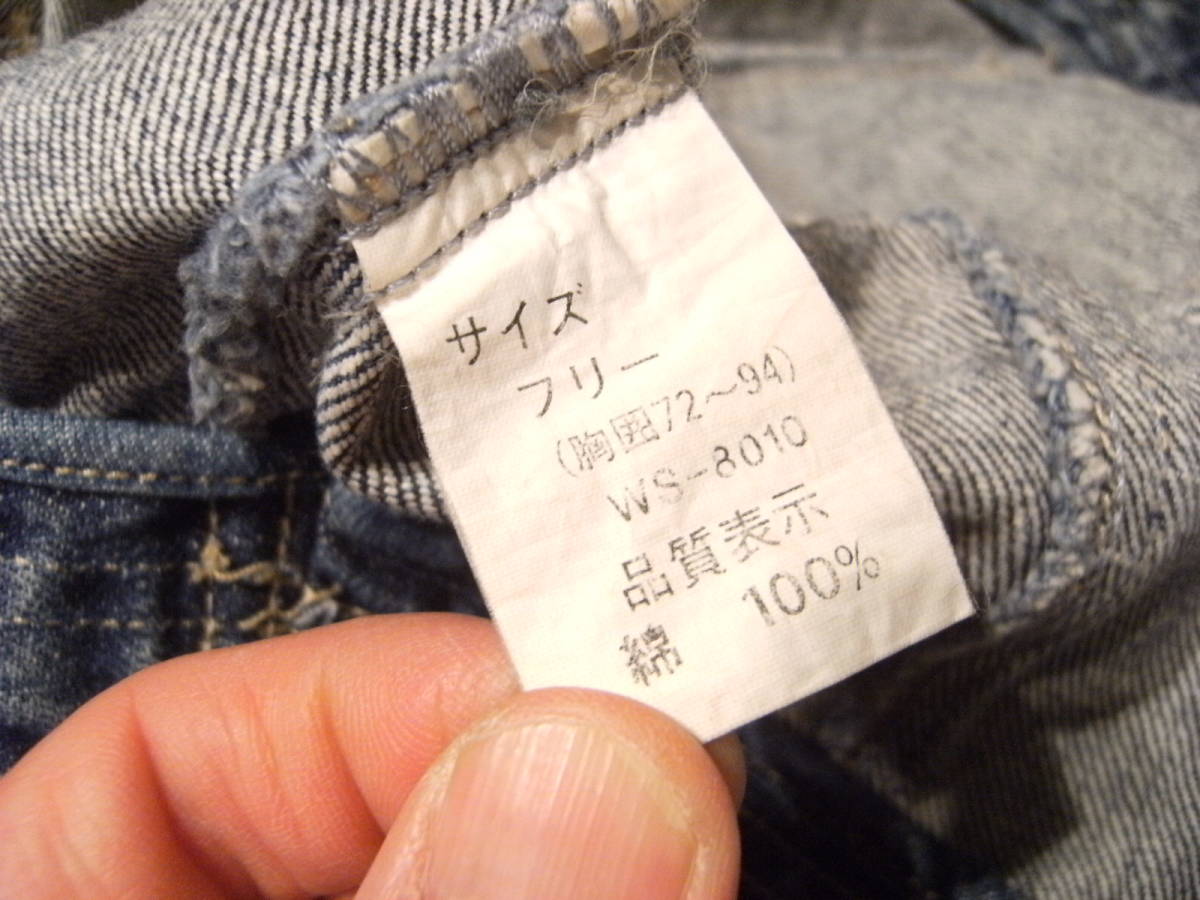 サイズ
フリー
(胸囲72〜94)
WS-8010
品質表示
綿 100%